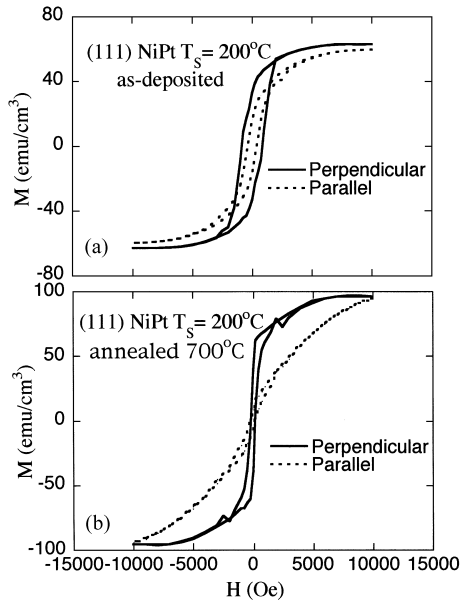 80
(111) NiPt T_S = 200°C
as-deposited
40
0
M (emu/cm³)
Perpendicular
Parallel
-40
(a)
-80
100
(111) NiPt T_S = 200°C
annealed 700°C
50
0
M (emu/cm³)
Perpendicular
Parallel
-50
(b)
-100
-15000 -10000 -5000 0 5000 10000 15000
H (Oe)